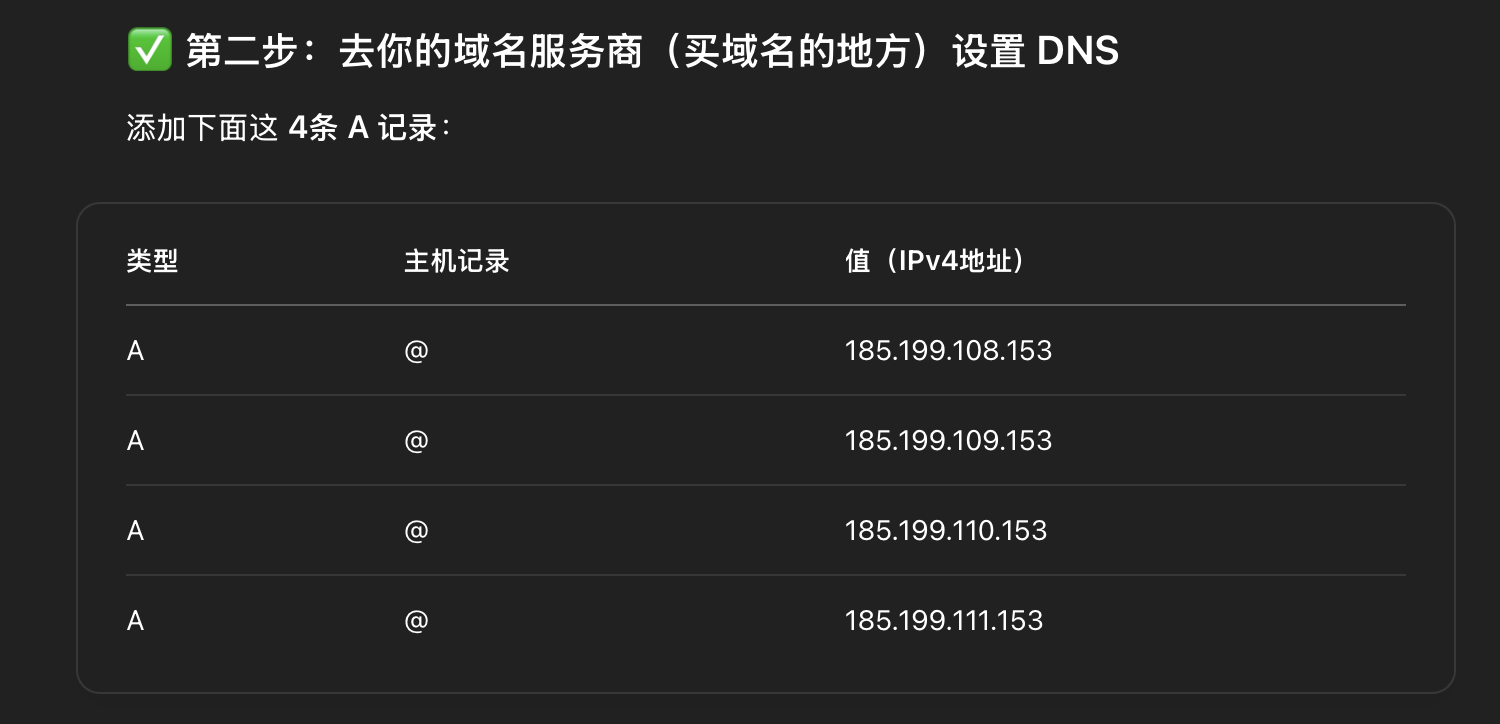 ✅ 第二步：去你的域名服务商（买域名的地方）设置 DNS
添加下面这 4条 A 记录：
类型 主机记录 值（IPv4地址）
A @ 185.199.108.153
A @ 185.199.109.153
A @ 185.199.110.153
A @ 185.199.111.153